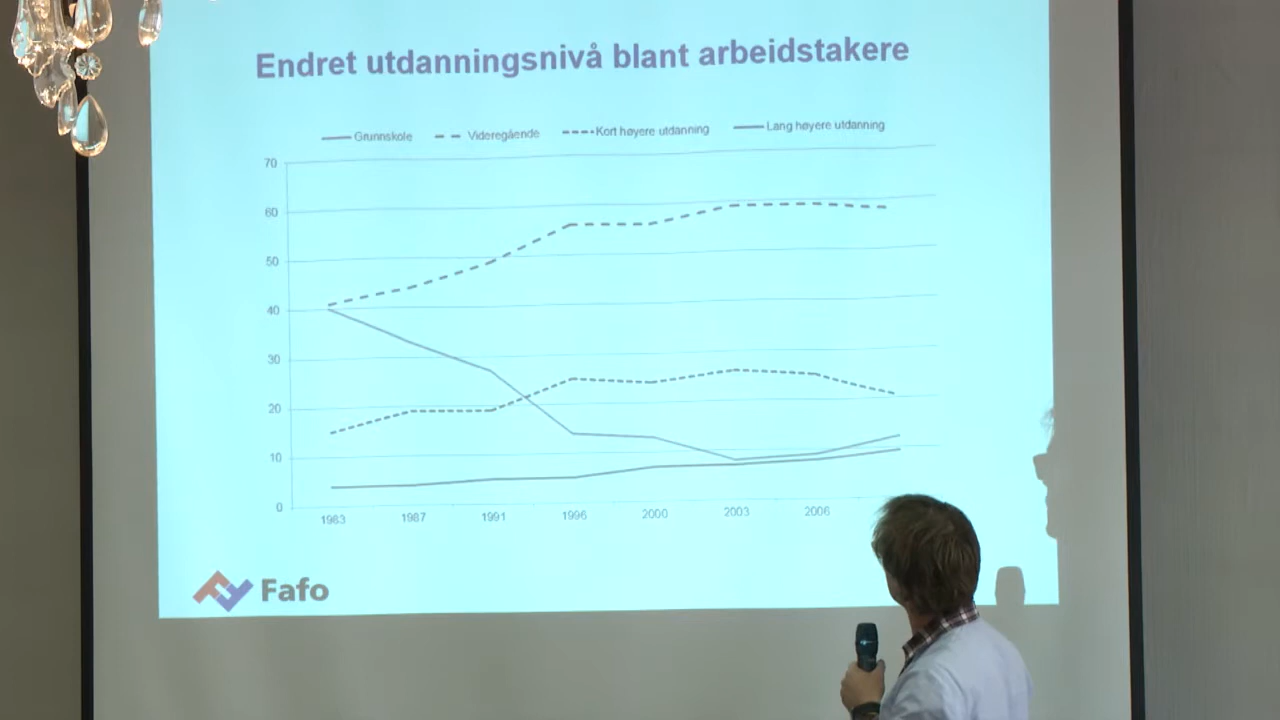 Endret utdanningsnivå blant arbeidstakere
Grunnskole Videregående Kort høyere utdanning Lang høyere utdanning
70
60
50
40
30
20
10
0
1983 1987 1991 1996 2000 2003 2006
Fafo